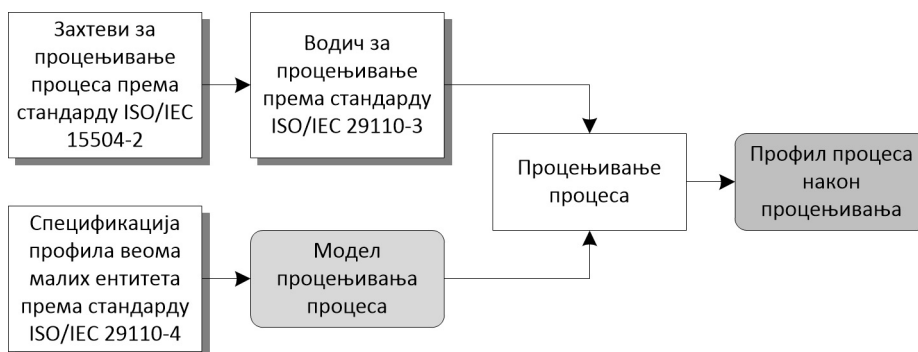 Захтеви за
процењивање
процеса према
стандарду ISO/IEC
15504-2
Водич за
процењивање
према стандарду
ISO/IEC 29110-3
Процењивање
процеса
Профил процеса
након
процењивања
Спецификација
профила веома
малих ентитета
према стандарду
ISO/IEC 29110-4
Модел
процењивања
процеса